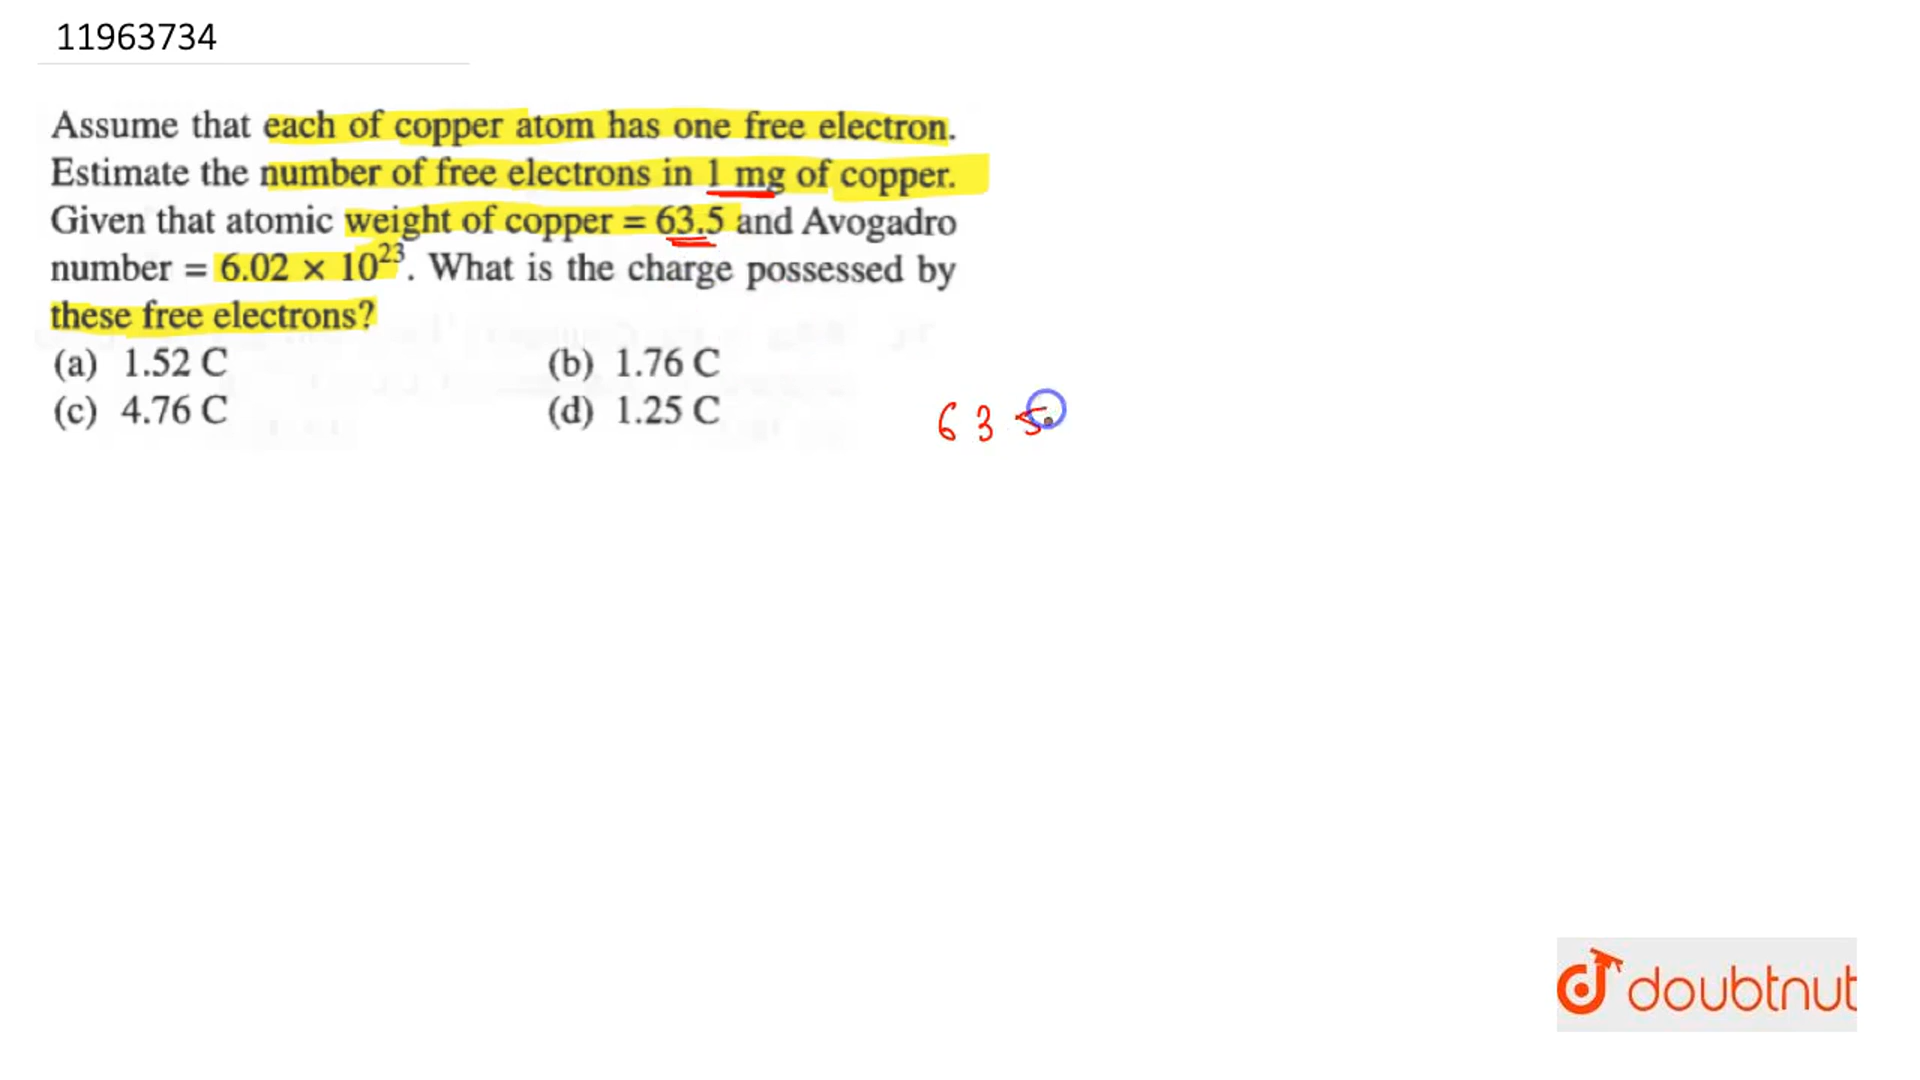 11963734
Assume that each of copper atom has one free electron.
Estimate the number of free electrons in 1 mg of copper.
Given that atomic weight of copper = 63.5 and Avogadro
number = 6.02 × 10²³. What is the charge possessed by
these free electrons?
(a) 1.52 C (b) 1.76 C
(c) 4.76 C (d) 1.25 C
63 5
doubtnut